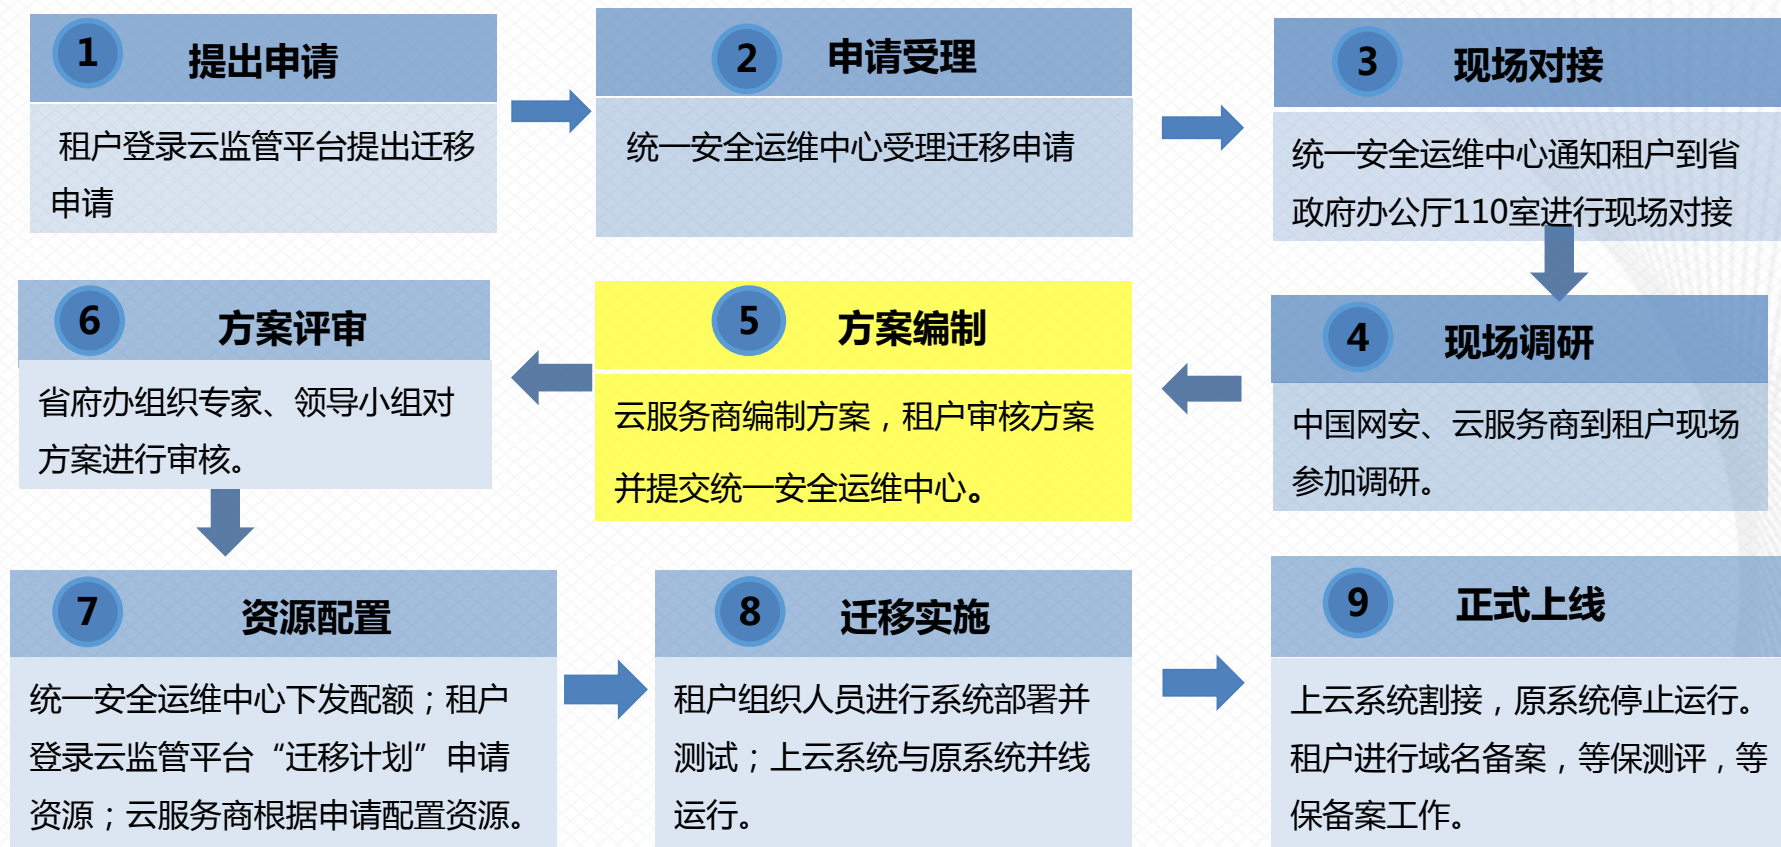 1 提出申请
租户登录云监管平台提出迁移
申请
2 申请受理
统一安全运维中心受理迁移申请
3 现场对接
统一安全运维中心通知租户到省
政府办公厅110室进行现场对接
4 现场调研
中国网安、云服务商到租户现场
参加调研。
5 方案编制
云服务商编制方案，租户审核方案
并提交统一安全运维中心。
6 方案评审
省府办组织专家、领导小组对
方案进行审核。
7 资源配置
统一安全运维中心下发配额；租户
登录云监管平台“迁移计划”申请
资源；云服务商根据申请配置资源。
8 迁移实施
租户组织人员进行系统部署并
测试；上云系统与原系统并线
运行。
9 正式上线
上云系统割接，原系统停止运行。
租户进行域名备案，等保测评，等
保备案工作。